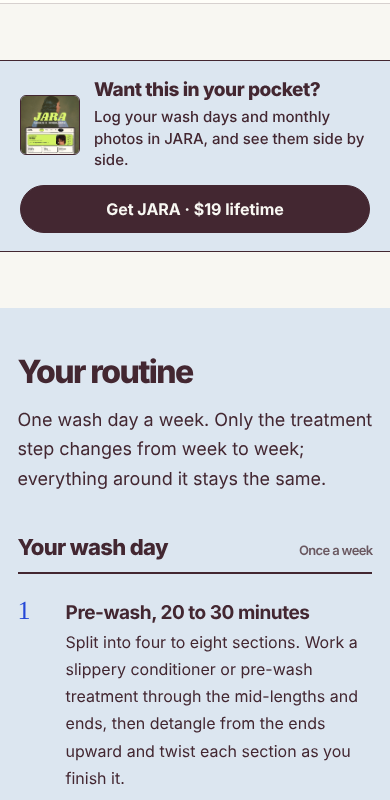 JARA
Want this in your pocket?
Log your wash days and monthly
photos in JARA, and see them side by
side.
Get JARA · $19 lifetime
Your routine
One wash day a week. Only the treatment
step changes from week to week;
everything around it stays the same.
Your wash day
Once a week
1
Pre-wash, 20 to 30 minutes
Split into four to eight sections. Work a
slippery conditioner or pre-wash
treatment through the mid-lengths and
ends, then detangle from the ends
upward and twist each section as you
finish it.